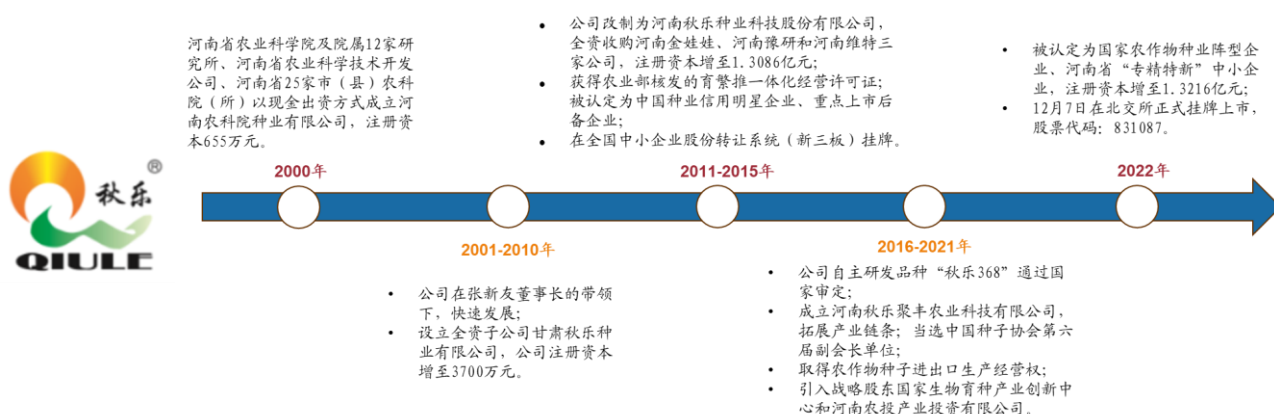 秋乐®
QIULE
河南省农业科学院及院属12家研
究所、河南省农业科学技术开发
公司、河南省25家市（县）农科
院（所）以现金出资方式成立河
南农科院种业有限公司，注册资
本655万元。
2000年
2001-2010年
• 公司在张新友董事长的带领
下，快速发展；
• 设立全资子公司甘肃秋乐种
业有限公司，公司注册资本
增至3700万元。
• 公司改制为河南秋乐种业科技股份有限公司，
全资收购河南金娃娃、河南豫研和河南维特三
家公司，注册资本增至1.3086亿元；
• 获得农业部核发的育繁推一体化经营许可证；
被认定为中国种业信用明星企业、重点上市后
备企业；
• 在全国中小企业股份转让系统（新三板）挂牌。
2011-2015年
2016-2021年
• 公司自主研发品种“秋乐368”通过国
家审定；
• 成立河南秋乐聚丰农业科技有限公司，
拓展产业链条；当选中国种子协会第六
届副会长单位；
• 取得农作物种子进出口生产经营权；
• 引入战略股东国家生物育种产业创新中
心和河南农投产业投资有限公司。
• 被认定为国家农作物种业阵型企
业、河南省“专精特新”中小企
业，注册资本增至1.3216亿元；
• 12月7日在北交所正式挂牌上市，
股票代码：831087。
2022年